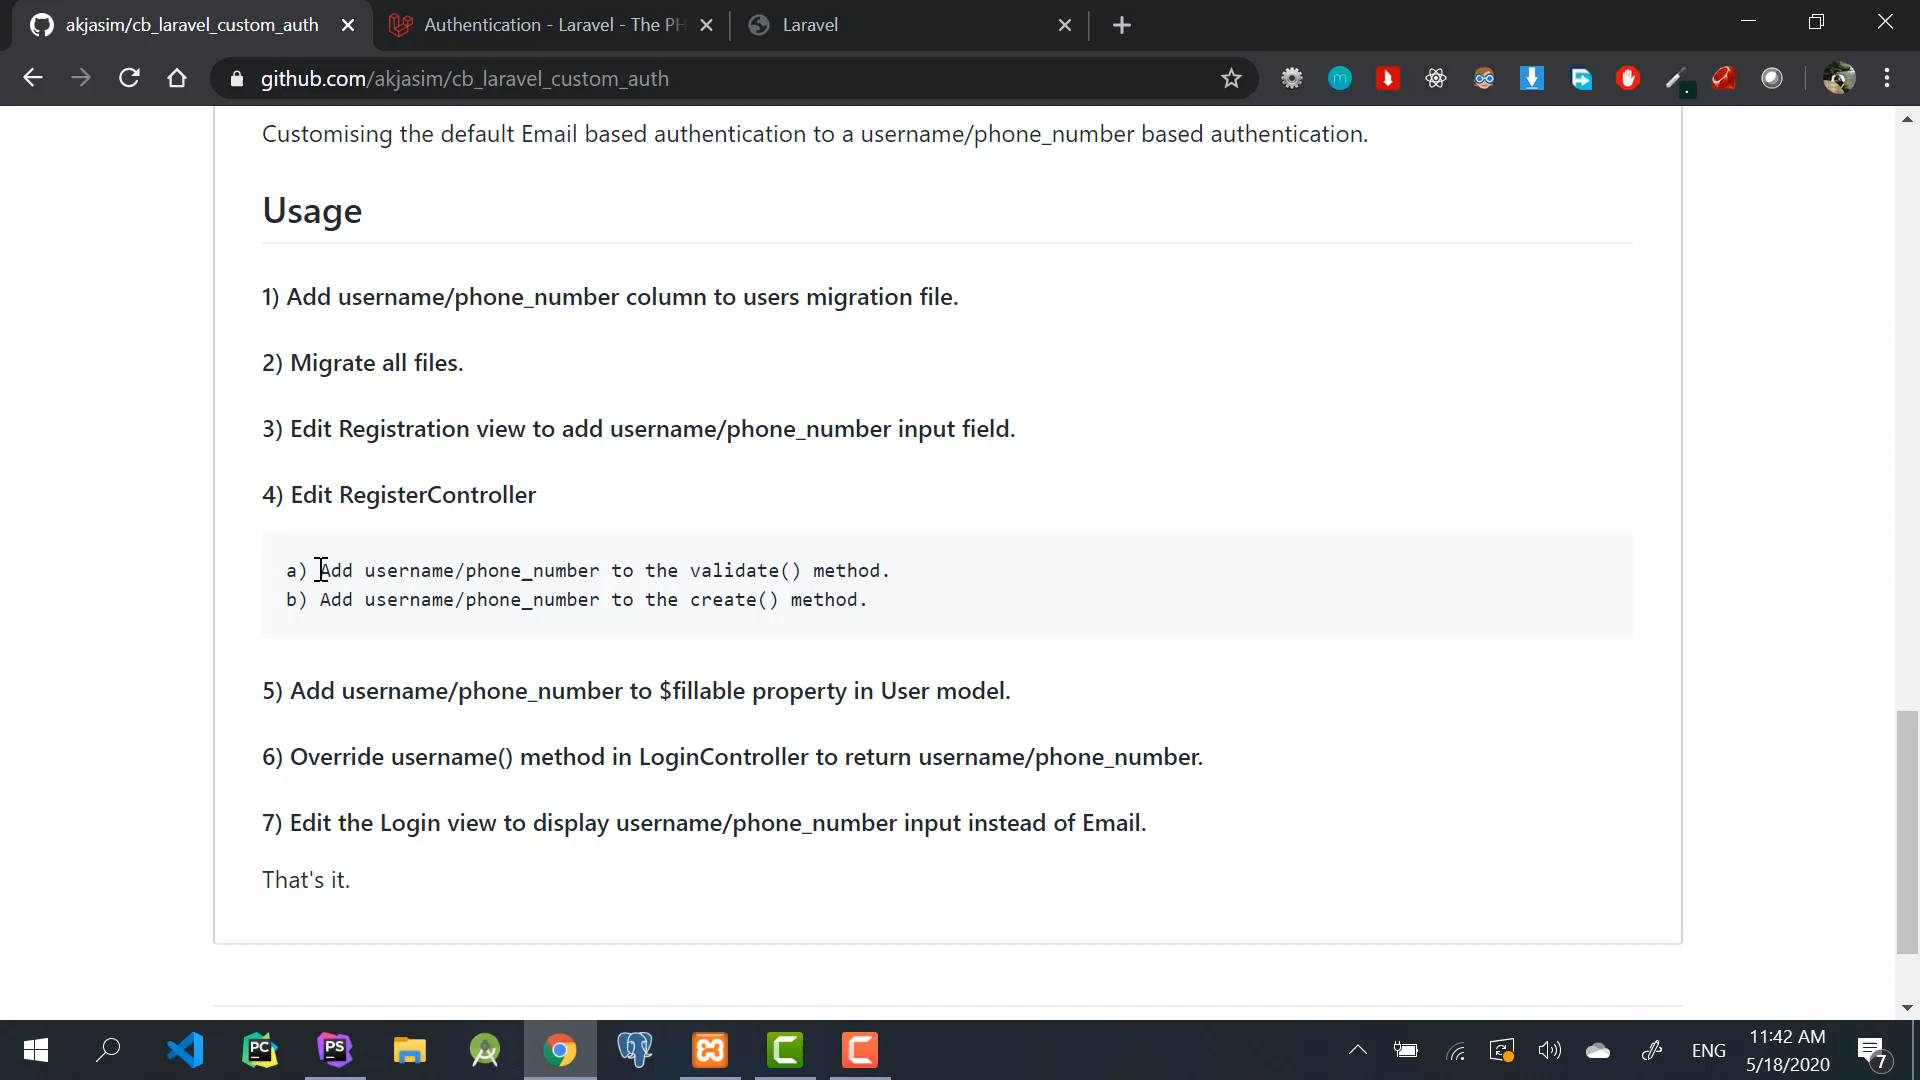 akjasim/cb_laravel_custom_auth
Authentication - Laravel - The PH
Laravel
github.com/akjasim/cb_laravel_custom_auth
Customising the default Email based authentication to a username/phone_number based authentication.
Usage
1) Add username/phone_number column to users migration file.
2) Migrate all files.
3) Edit Registration view to add username/phone_number input field.
4) Edit RegisterController
a) Add username/phone_number to the validate() method.
b) Add username/phone_number to the create() method.
5) Add username/phone_number to $fillable property in User model.
6) Override username() method in LoginController to return username/phone_number.
7) Edit the Login view to display username/phone_number input instead of Email.
That's it.
PC
PS
ENG
11:42 AM
5/18/2020
7